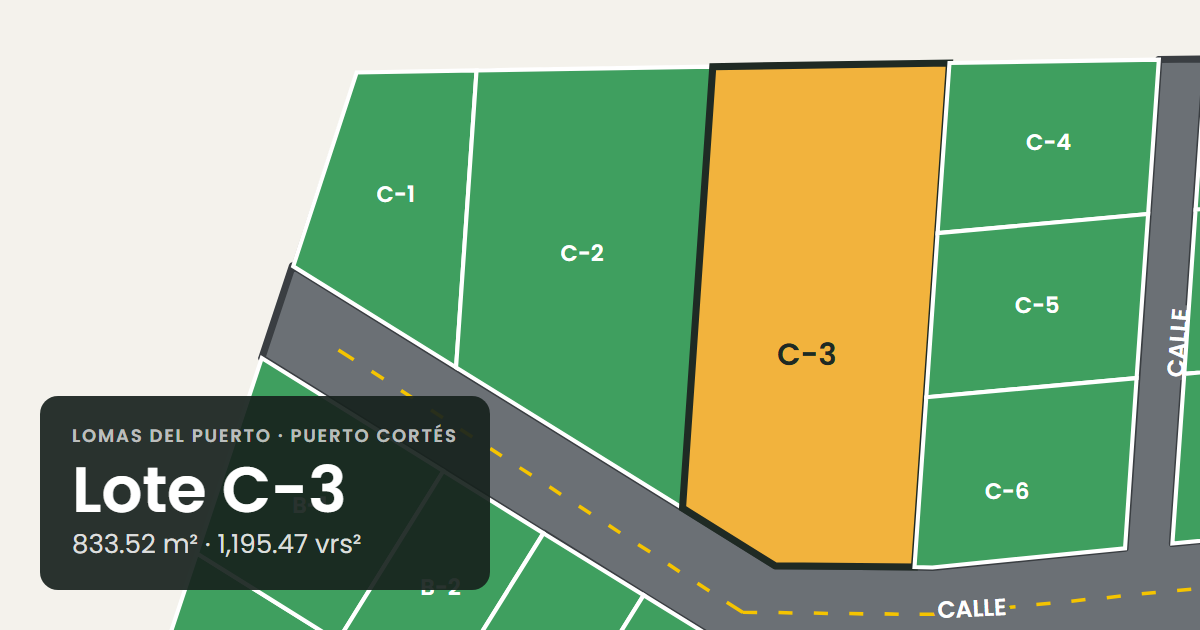 C-1
C-2
C-3
C-4
C-5
C-6
CALLE
LOMAS DEL PUERTO · PUERTO CORTÉS
Lote C-3
833.52 m² · 1,195.47 vrs²
B-2
CALLE